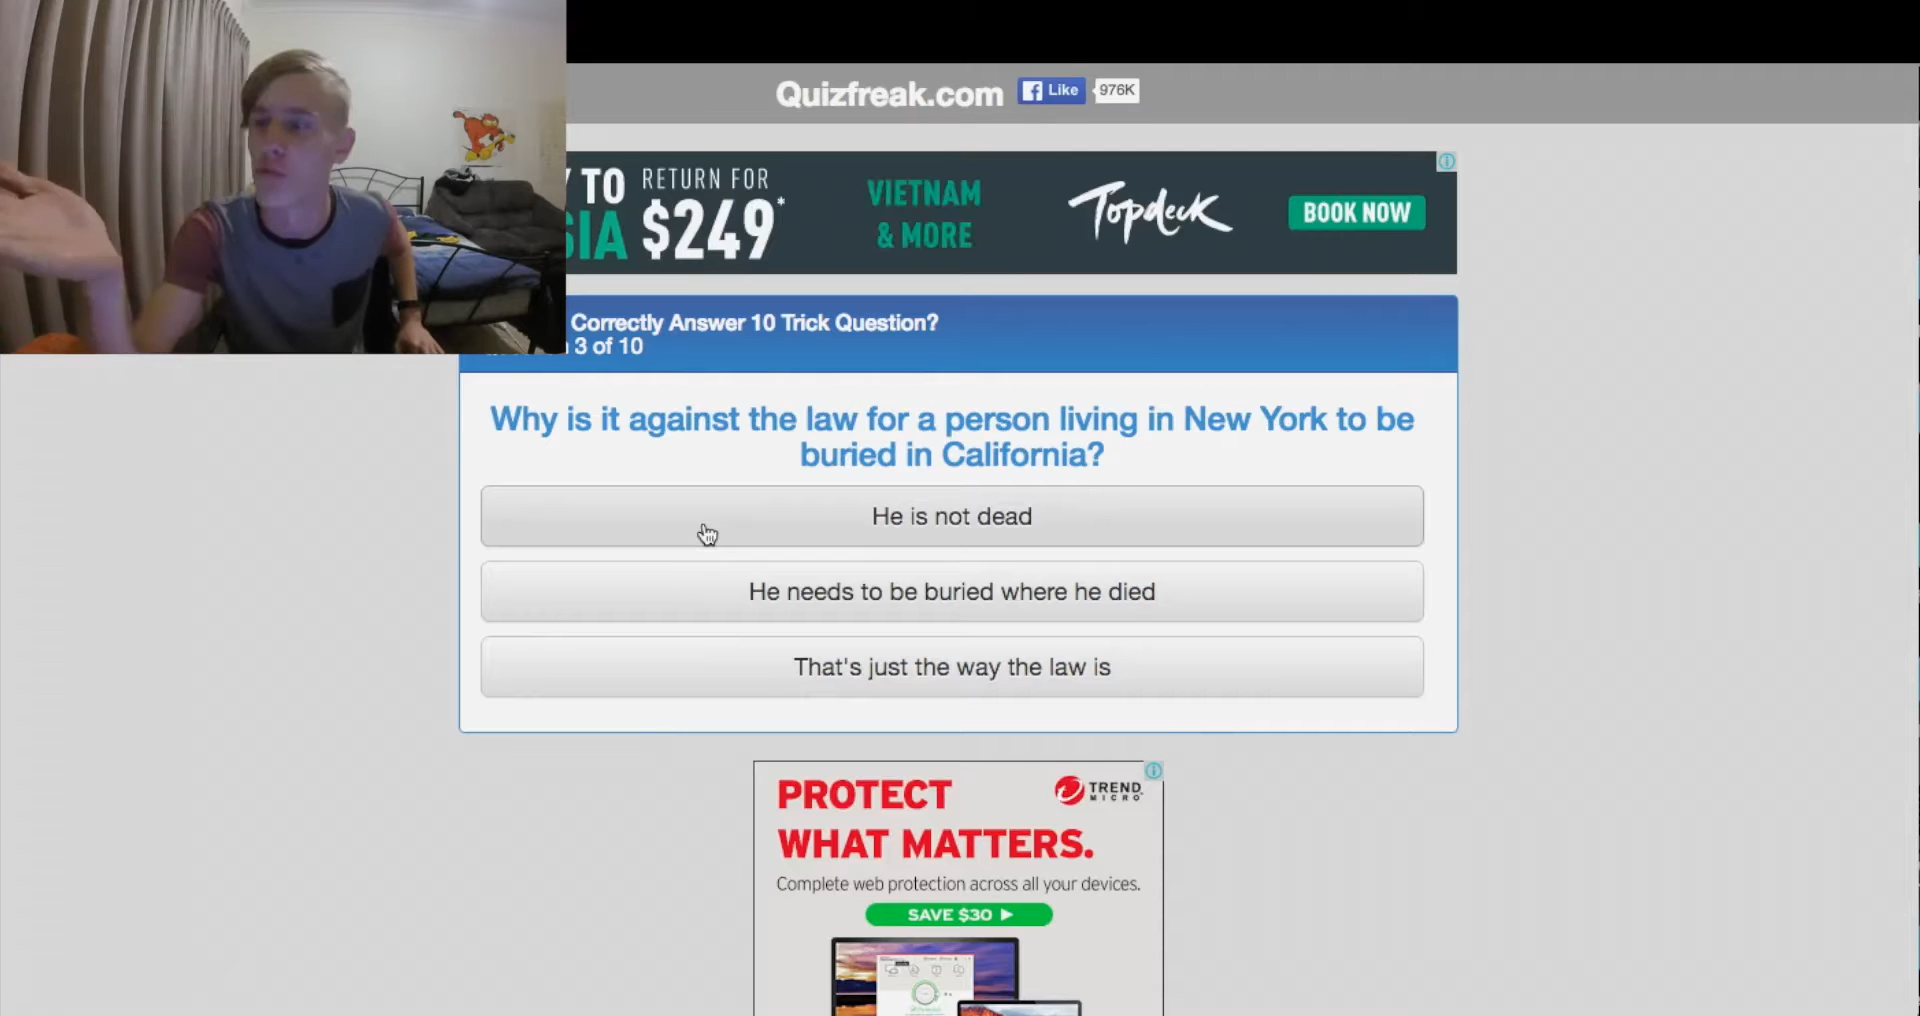 Quizfreak.com
Like
976K
TO
RETURN FOR
$249*
VIETNAM
& MORE
Topdeck
BOOK NOW
Correctly Answer 10 Trick Question?
3 of 10
Why is it against the law for a person living in New York to be
buried in California?
He is not dead
He needs to be buried where he died
That's just the way the law is
PROTECT
WHAT MATTERS.
TREND
MICRO
Complete web protection across all your devices.
SAVE $30